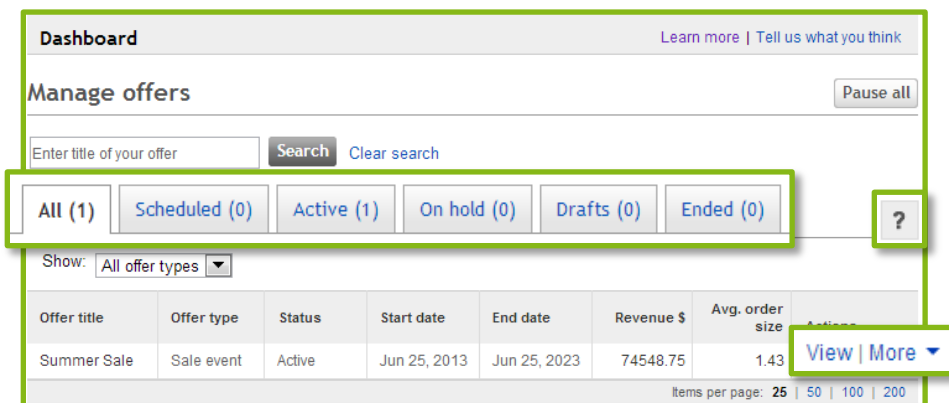 Dashboard Learn more | Tell us what you think
Manage offers Pause all
Enter title of your offer Search Clear search
All (1) Scheduled (0) Active (1) On hold (0) Drafts (0) Ended (0)
?
Show: All offer types
Offer title Offer type Status Start date End date Revenue $ Avg. order size Actions
Summer Sale Sale event Active Jun 25, 2013 Jun 25, 2023 74548.75 1.43 View | More
Items per page: 25 | 50 | 100 | 200